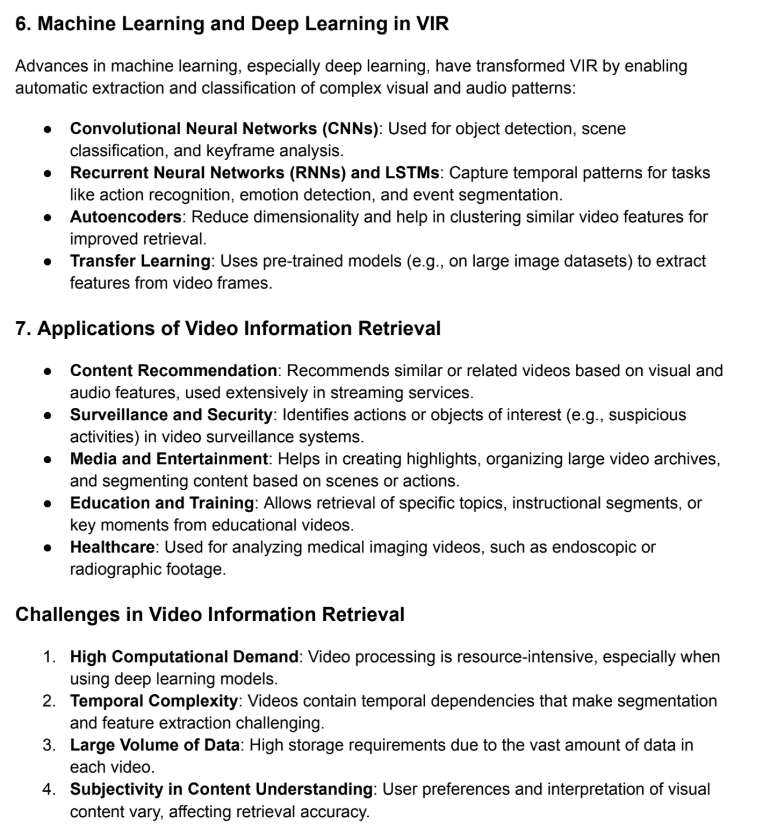 6. Machine Learning and Deep Learning in VIR
Advances in machine learning, especially deep learning, have transformed VIR by enabling
automatic extraction and classification of complex visual and audio patterns:
● Convolutional Neural Networks (CNNs): Used for object detection, scene
classification, and keyframe analysis.
● Recurrent Neural Networks (RNNs) and LSTMs: Capture temporal patterns for tasks
like action recognition, emotion detection, and event segmentation.
● Autoencoders: Reduce dimensionality and help in clustering similar video features for
improved retrieval.
● Transfer Learning: Uses pre-trained models (e.g., on large image datasets) to extract
features from video frames.
7. Applications of Video Information Retrieval
● Content Recommendation: Recommends similar or related videos based on visual and
audio features, used extensively in streaming services.
● Surveillance and Security: Identifies actions or objects of interest (e.g., suspicious
activities) in video surveillance systems.
● Media and Entertainment: Helps in creating highlights, organizing large video archives,
and segmenting content based on scenes or actions.
● Education and Training: Allows retrieval of specific topics, instructional segments, or
key moments from educational videos.
● Healthcare: Used for analyzing medical imaging videos, such as endoscopic or
radiographic footage.
Challenges in Video Information Retrieval
1. High Computational Demand: Video processing is resource-intensive, especially when
using deep learning models.
2. Temporal Complexity: Videos contain temporal dependencies that make segmentation
and feature extraction challenging.
3. Large Volume of Data: High storage requirements due to the vast amount of data in
each video.
4. Subjectivity in Content Understanding: User preferences and interpretation of visual
content vary, affecting retrieval accuracy.